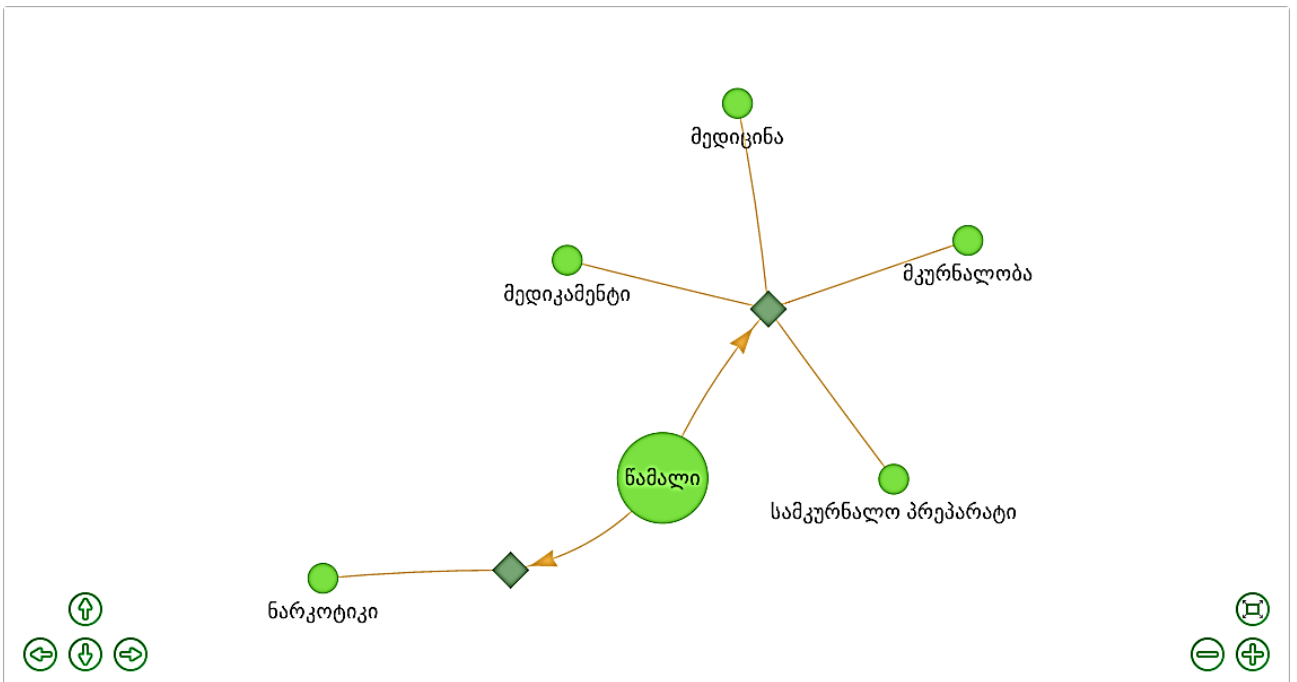 მედიცინა
მკურნალობა
მედიკამენტი
წამალი
სამკურნალო პრეპარატი
ნარკოტიკი